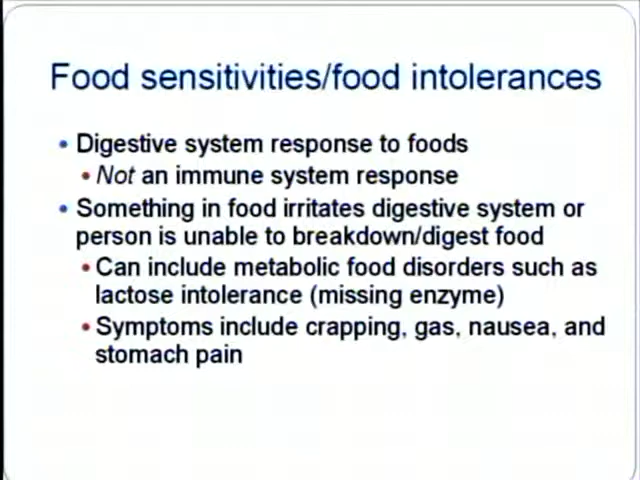 Food sensitivities/food intolerances
• Digestive system response to foods
• Not an immune system response
• Something in food irritates digestive system or
person is unable to breakdown/digest food
• Can include metabolic food disorders such as
lactose intolerance (missing enzyme)
• Symptoms include crapping, gas, nausea, and
stomach pain